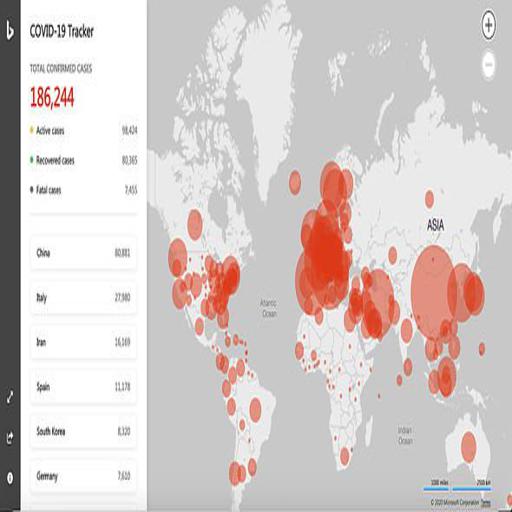 COVID-19 Tracker
TOTAL CONFIRMED CASES
186,244
Active cases 98,424
Recovered cases 80,365
Fatal cases 7,455
China 80,881
Italy 27,980
Iran 16,169
Spain 11,178
South Korea 8,320
Germany 7,610
ASIA
Atlantic
Ocean
Indian
Ocean
1000 miles 2500 km
© 2020 Microsoft Corporation Terms